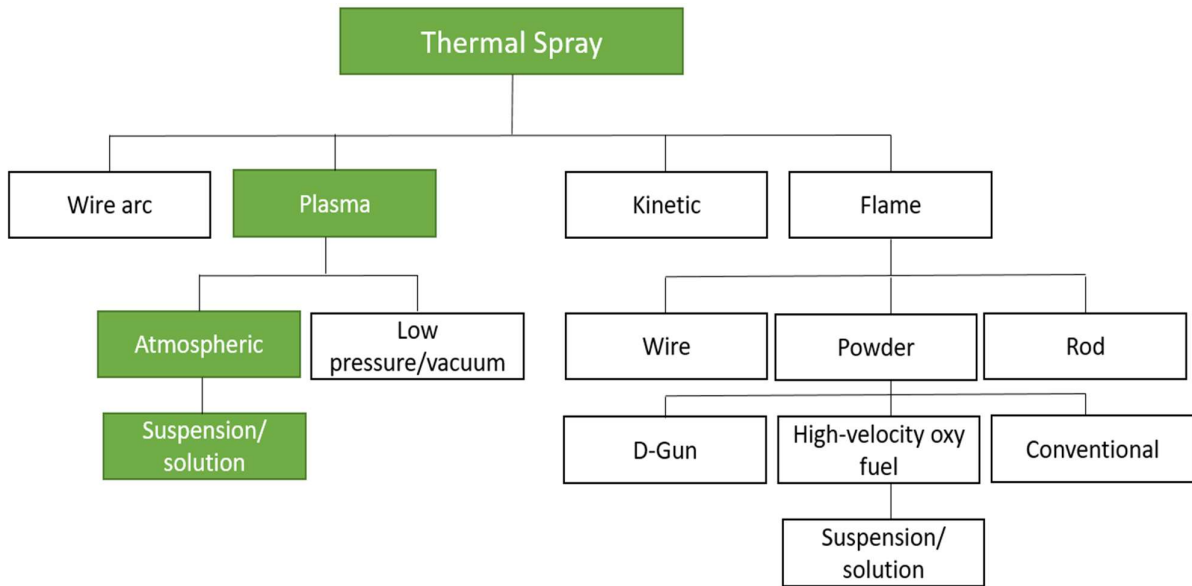 Thermal Spray
Wire arc
Plasma
Kinetic
Flame
Atmospheric
Low
pressure/vacuum
Wire
Powder
Rod
Suspension/
solution
D-Gun
High-velocity oxy
fuel
Conventional
Suspension/
solution